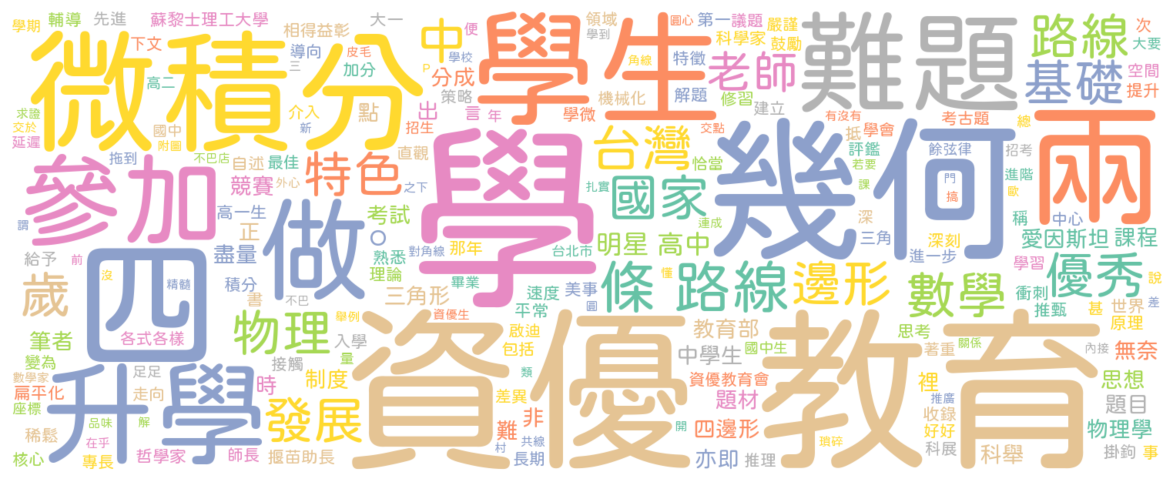 學期 輔導 先進 蘇黎士理工大學 相得益彰 大一 中 便 學生 領域 第一 議題 嚴謹 難題 路線 次
下文 導向 皮毛 圓心 學到 科學家 鼓勵 大要
微積分 三 加分 分成 學校 角線 特徵 老師 基礎 空間
高二 策略 P 機械化 解題 修習 建立 提升
求證 交於 國中 介入 新 點 出 言 年 學微 交點 有沒有 考古題 總
延遲 附圖 招生 抵 學會 兩
參加 拖到 不巴店 直觀 學 台灣 恰當 評鑑 幾何 餘弦律 招考
自述 最佳 特色 若要 門 進階
競賽 外心 之下 扎實 國家 課 搞 歐
謂 高一生 做 考試 正 連成 深 稱 中心 愛因斯坦 課程
給予 前 四 盡量 。 那年 對角線 台北市 明星 高中 三角 深刻
沒 精髓 熟悉 畢業 懂 進一步 學習 優秀 說
歲 積分 理論 速度 美事 條 路線 邊形 數學 衝刺 甚 世界 差
晝 不巴 三角形 平常 圓 推甄 原理
筆者 各式各樣 物理 舉例 資優生 啟迪 教育部 思考 關係
變為 足足 接觸 入學 量 包括 中學生 國中生 著重 內接 無奈
數學家 扁平化 升學 時 制度 資優教育 類 資優教育會 裡 思想
座標 走向 差異 題材 推廣 題目
品味 解 發展 非 收錄
稀鬆 在乎 難 共線 開 四邊形 瑣碎 好好 物理學
核心 專長 哲學家 師長 揠苗助長 村 長期 亦即 推理 科展 科舉 掛鉤 事